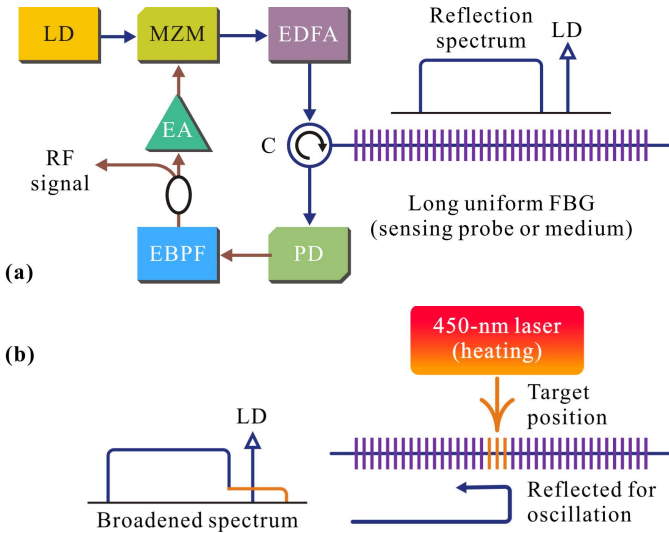 LD
MZM
EDFA
Reflection
spectrum
LD
EA
C
RF
signal
Long uniform FBG
(sensing probe or medium)
EBPF
PD
(a)
(b)
450-nm laser
(heating)
Target
position
LD
Broadened spectrum
Reflected for
oscillation